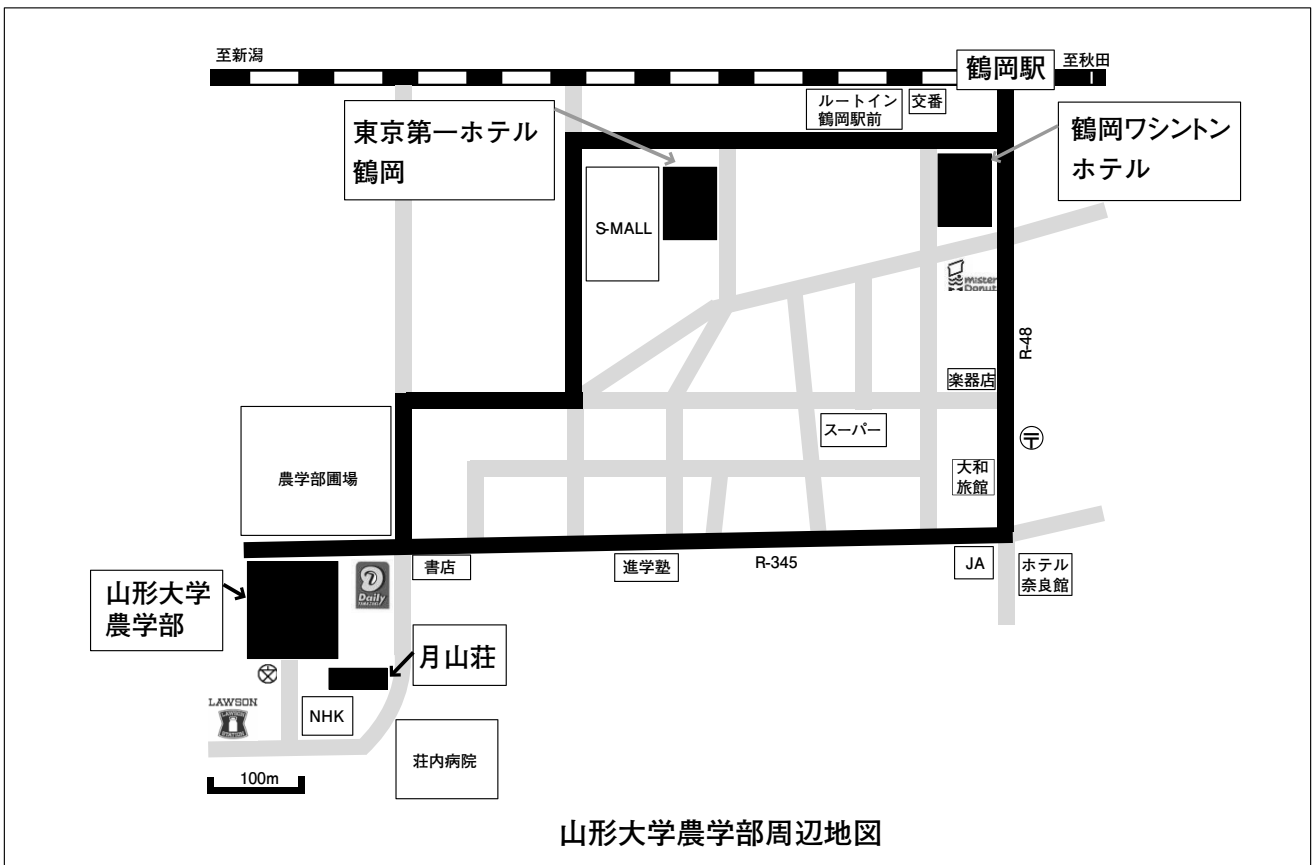 至新潟
鶴岡駅
至秋田
ルートイン
鶴岡駅前
交番
東京第一ホテル
鶴岡
鶴岡ワシントン
ホテル
S-MALL
mister
Donut
R-48
楽器店
スーパー
〒
農学部圃場
大和
旅館
書店
進学塾
R-345
JA
ホテル
奈良館
山形大学
農学部
Daily
月山荘
LAWSON
NHK
荘内病院
100m
山形大学農学部周辺地図